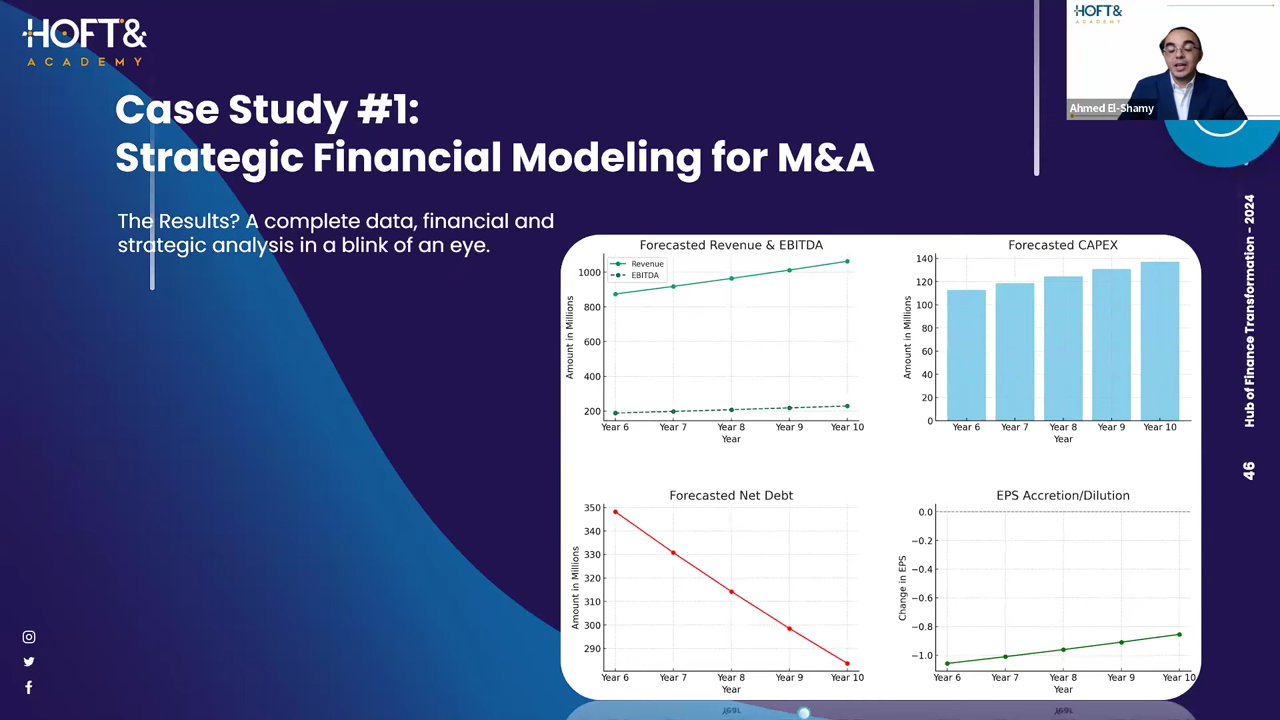 HOFT&
ACADEMY
HOFT&
ACADEMY
Ahmed El-Shamy
Case Study #1:
Strategic Financial Modeling for M&A
The Results? A complete data, financial and
strategic analysis in a blink of an eye.
Forecasted Revenue & EBITDA
Revenue
EBITDA
Amount in Millions
1000
800
600
400
200
Year 6 Year 7 Year 8 Year 9 Year 10
Year
Forecasted CAPEX
Amount in Millions
140
120
100
80
60
40
20
0
Year 6 Year 7 Year 8 Year 9 Year 10
Year
Forecasted Net Debt
Amount in Millions
350
340
330
320
310
300
290
Year 6 Year 7 Year 8 Year 9 Year 10
Year
EPS Accretion/Dilution
Change in EPS
0.0
−0.2
−0.4
−0.6
−0.8
−1.0
Year 6 Year 7 Year 8 Year 9 Year 10
Year
Hub of Finance Transformation – 2024
46